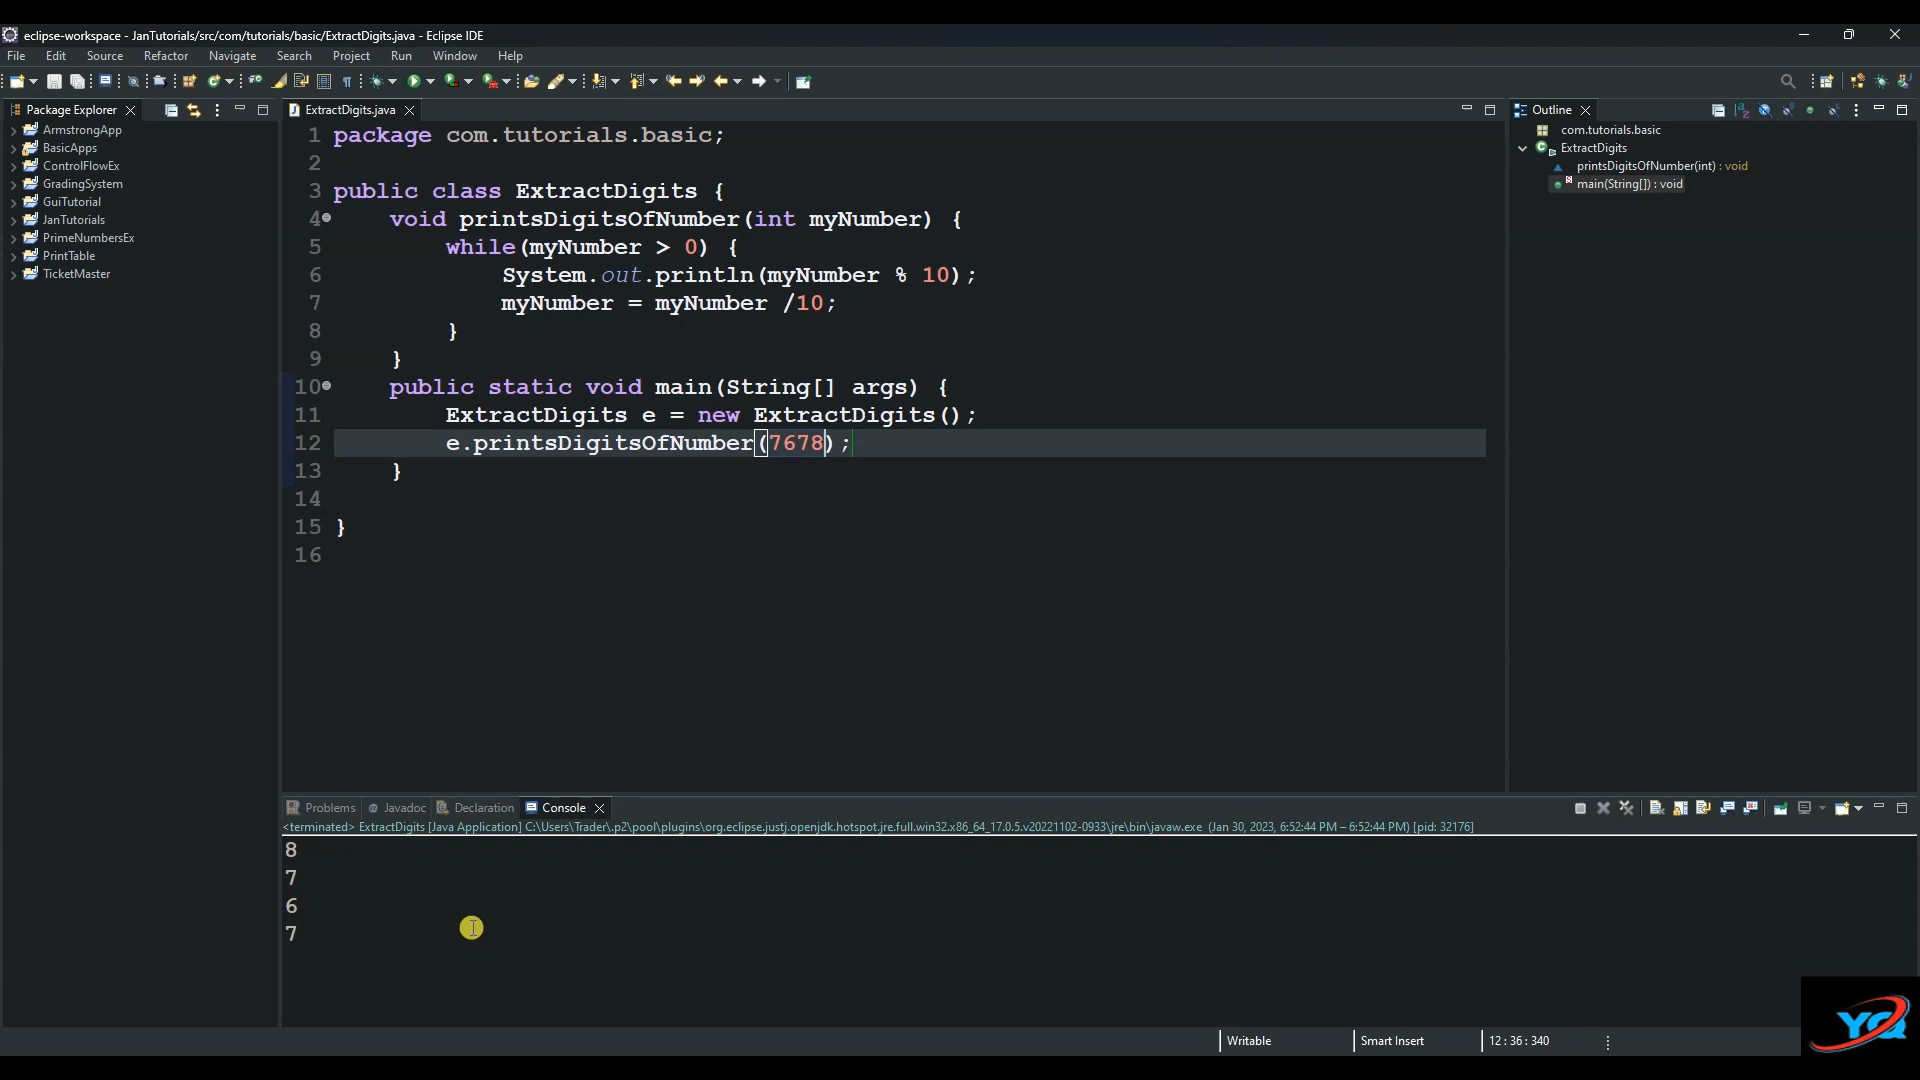 eclipse-workspace - JanTutorials/src/com/tutorials/basic/ExtractDigits.java - Eclipse IDE
File Edit Source Refactor Navigate Search Project Run Window Help
Package Explorer
ArmstrongApp
BasicApps
ControlFlowEx
GradingSystem
GuiTutorial
JanTutorials
PrimeNumbersEx
PrintTable
TicketMaster
ExtractDigits.java
1 package com.tutorials.basic;
2
3 public class ExtractDigits {
4 void printsDigitsOfNumber(int myNumber) {
5 while(myNumber > 0) {
6 System.out.println(myNumber % 10);
7 myNumber = myNumber /10;
8 }
9 }
10 public static void main(String[] args) {
11 ExtractDigits e = new ExtractDigits();
12 e.printsDigitsOfNumber(7678);
13 }
14
15 }
16
Outline
com.tutorials.basic
ExtractDigits
printsDigitsOfNumber(int) : void
main(String[]) : void
Problems Javadoc Declaration Console
<terminated> ExtractDigits [Java Application] C:\Users\Trader\.p2\pool\plugins\org.eclipse.justj.openjdk.hotspot.jre.full.win32.x86_64_17.0.5.v20221102-0933\jre\bin\javaw.exe (Jan 30, 2023, 6:52:44 PM – 6:52:44 PM) [pid: 32176]
8
7
6
7
Writable Smart Insert 12 : 36 : 340
YQ